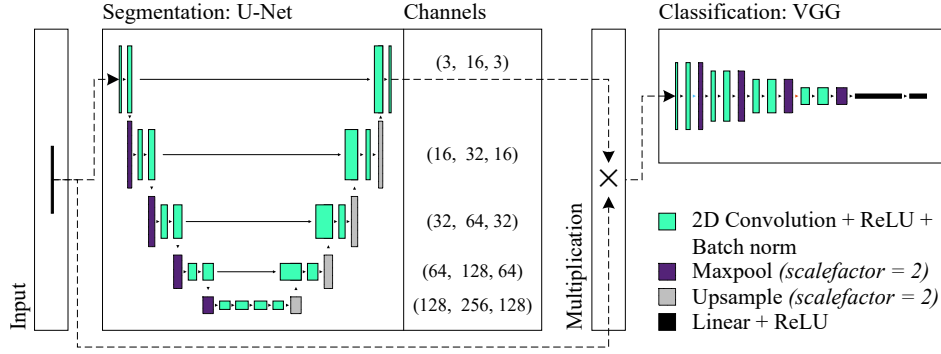 Segmentation: U-Net
Channels
Classification: VGG
(3, 16, 3)
(16, 32, 16)
(32, 64, 32)
(64, 128, 64)
(128, 256, 128)
Input
Multiplication
×
2D Convolution + ReLU +
Batch norm
Maxpool (scalefactor = 2)
Upsample (scalefactor = 2)
Linear + ReLU